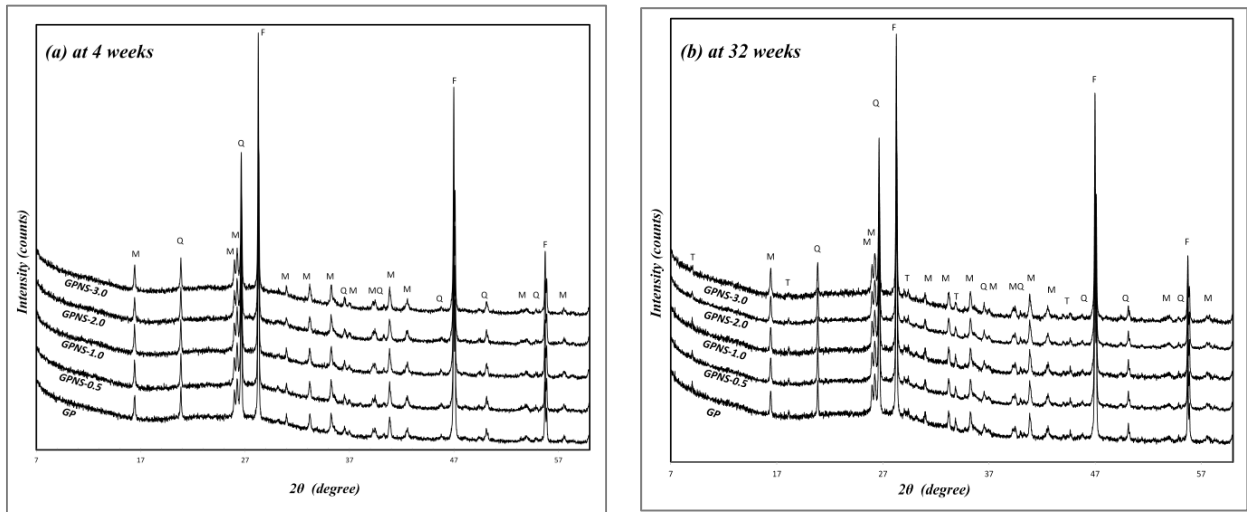 (a) at 4 weeks
F
F
Q
M
M
M
Q
M
M
M
Q
M
M
Q
M
M
Q
Q
M
Q
F
M
GPNS-3.0
GPNS-2.0
GPNS-1.0
GPNS-0.5
GP
Intensity (counts)
7
17
27
37
47
57
2θ (degree)
(b) at 32 weeks
F
F
Q
M
M
T
M
T
Q
T
M
M
T
M
Q
M
M
Q
M
M
T
Q
Q
M
Q
F
M
GPNS-3.0
GPNS-2.0
GPNS-1.0
GPNS-0.5
GP
Intensity (counts)
7
17
27
37
47
57
2θ (degree)